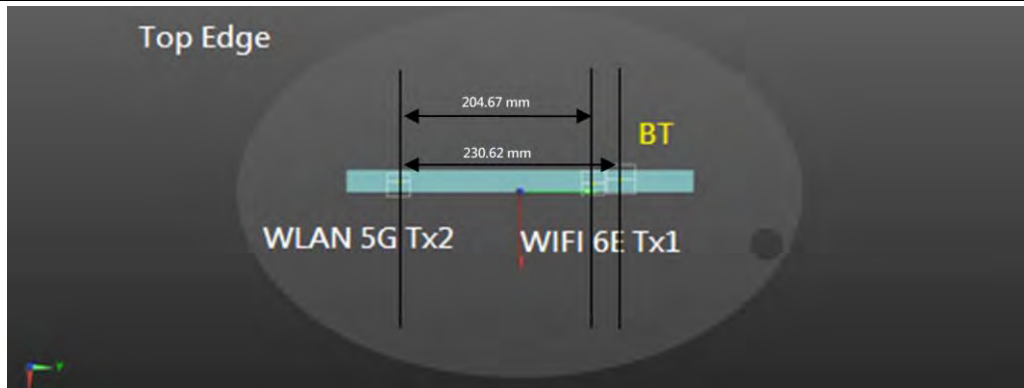 Top Edge
204.67 mm
BT
230.62 mm
WLAN 5G Tx2
WIFI 6E Tx1